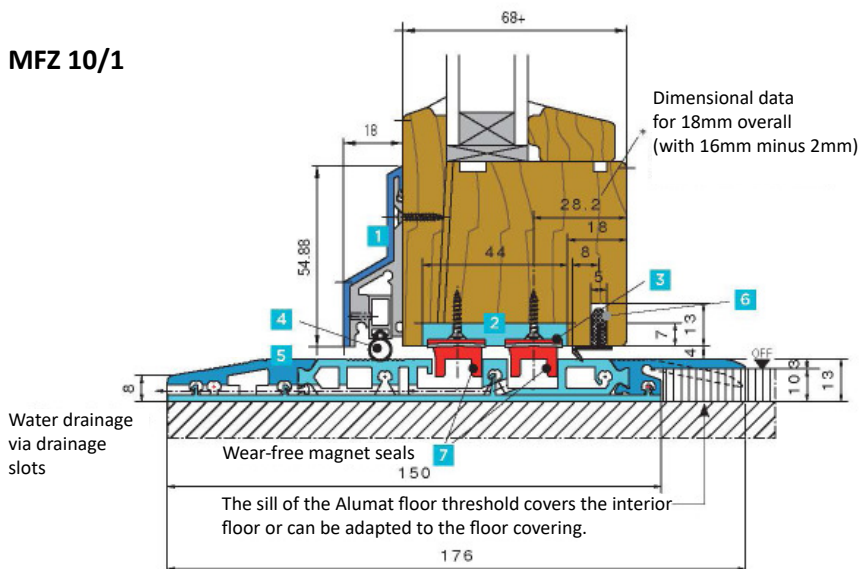 68+
MFZ 10/1
Dimensional data
for 18mm overall
(with 16mm minus 2mm)
18
28.2
18
1
44
8
54.88
5
3
6
2
13
4
7
4
OFF
5
3
8
10
13
Water drainage
via drainage
slots
Wear-free magnet seals
7
150
The sill of the Alumat floor threshold covers the interior
floor or can be adapted to the floor covering.
176